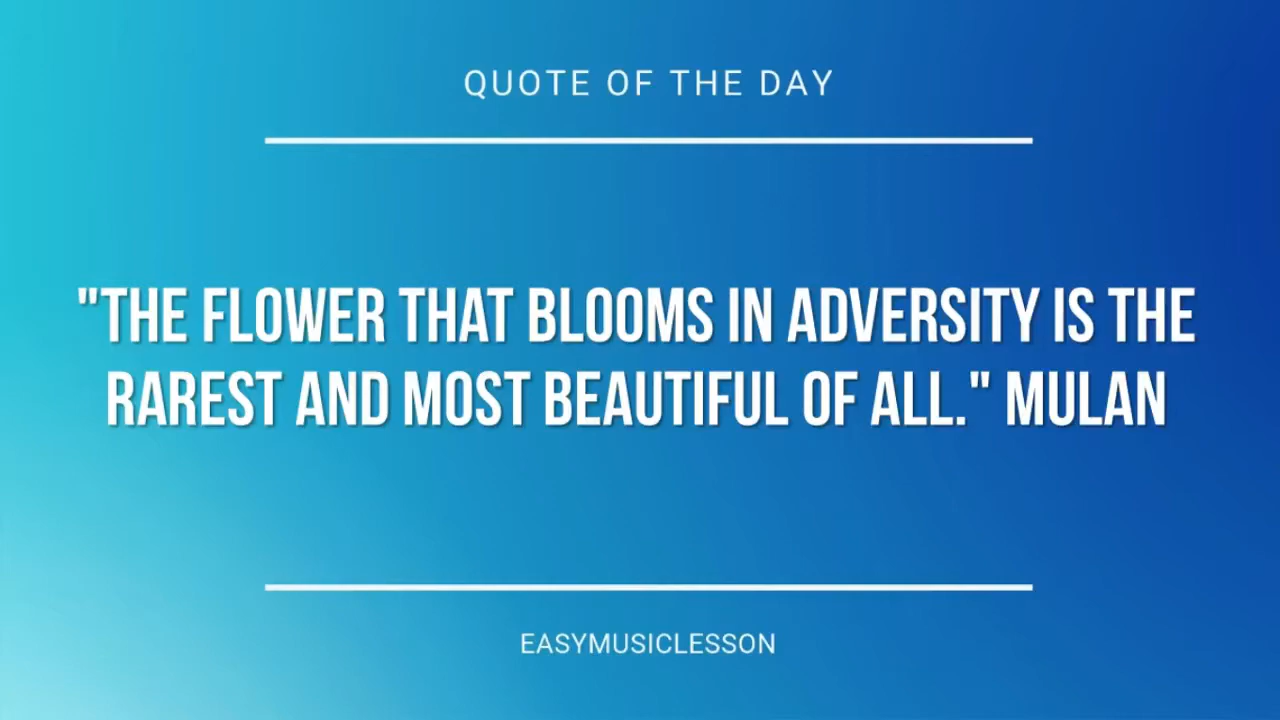 QUOTE OF THE DAY
"THE FLOWER THAT BLOOMS IN ADVERSITY IS THE
RAREST AND MOST BEAUTIFUL OF ALL." MULAN
EASYMUSICLESSON